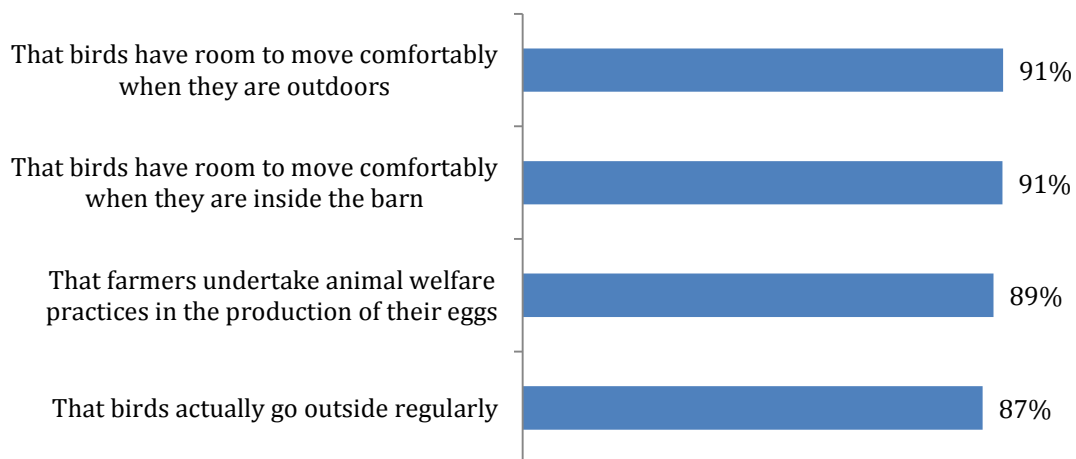 That birds have room to move comfortably
when they are outdoors
91%
That birds have room to move comfortably
when they are inside the barn
91%
That farmers undertake animal welfare
practices in the production of their eggs
89%
That birds actually go outside regularly
87%